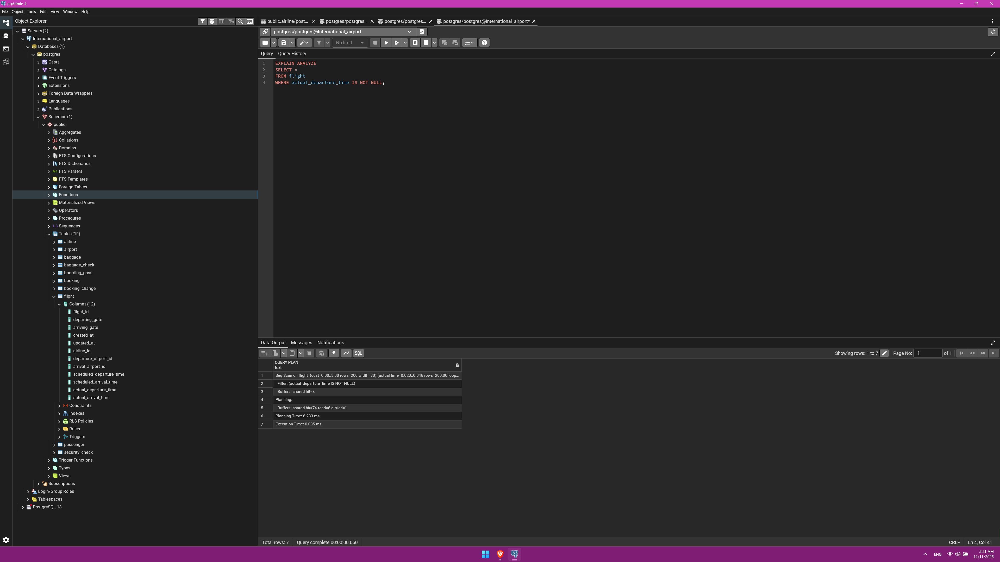 pgAdmin 4
File Object Tools Edit View Window Help
Object Explorer
Servers (2)
International_airport
Databases (1)
postgres
Casts
Catalogs
Event Triggers
Extensions
Foreign Data Wrappers
Languages
Publications
Schemas (1)
public
Aggregates
Collations
Domains
FTS Configurations
FTS Dictionaries
Aa FTS Parsers
FTS Templates
Foreign Tables
Functions
Materialized Views
Operators
Procedures
1..3 Sequences
Tables (10)
airline
airport
baggage
baggage_check
boarding_pass
booking
booking_change
flight
Columns (12)
flight_id
departing_gate
arriving_gate
created_at
updated_at
airline_id
departure_airport_id
arrival_airport_id
scheduled_departure_time
scheduled_arrival_time
actual_departure_time
actual_arrival_time
Constraints
Indexes
RLS Policies
Rules
Triggers
passenger
security_check
Trigger Functions
Types
Views
Subscriptions
Login/Group Roles
Tablespaces
PostgreSQL 18
public.airline/post... postgres/postgres... postgres/postgres... postgres/postgres@International_airport*
postgres/postgres@International_airport
No limit
E
Query Query History
1 EXPLAIN ANALYZE
2 SELECT *
3 FROM flight
4 WHERE actual_departure_time IS NOT NULL;
Data Output Messages Notifications
SQL
Showing rows: 1 to 7 Page No: 1 of 1
QUERY PLAN
text
1 Seq Scan on flight (cost=0.00..5.00 rows=200 width=70) (actual time=0.020..0.046 rows=200.00 loop...
2 Filter: (actual_departure_time IS NOT NULL)
3 Buffers: shared hit=3
4 Planning:
5 Buffers: shared hit=74 read=6 dirtied=1
6 Planning Time: 6.233 ms
7 Execution Time: 0.085 ms
Total rows: 7 Query complete 00:00:00.060 CRLF Ln 4, Col 41
ENG 5:51 AM
11/11/2025